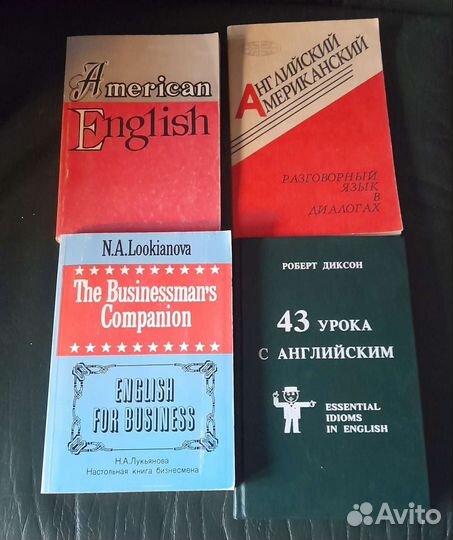 American
English
АНГЛИЙСКИЙ
АМЕРИКАНСКИЙ
РАЗГОВОРНЫЙ
ЯЗЫК В
ДИАЛОГАХ
N.A.Lookianova
The Businessman's
Companion
ENGLISH
FOR BUSINESS
Н.А.Лукьянова
Настольная книга бизнесмена
РОБЕРТ ДИКСОН
43 УРОКА
С АНГЛИЙСКИМ
ESSENTIAL
IDIOMS
IN ENGLISH
Avito